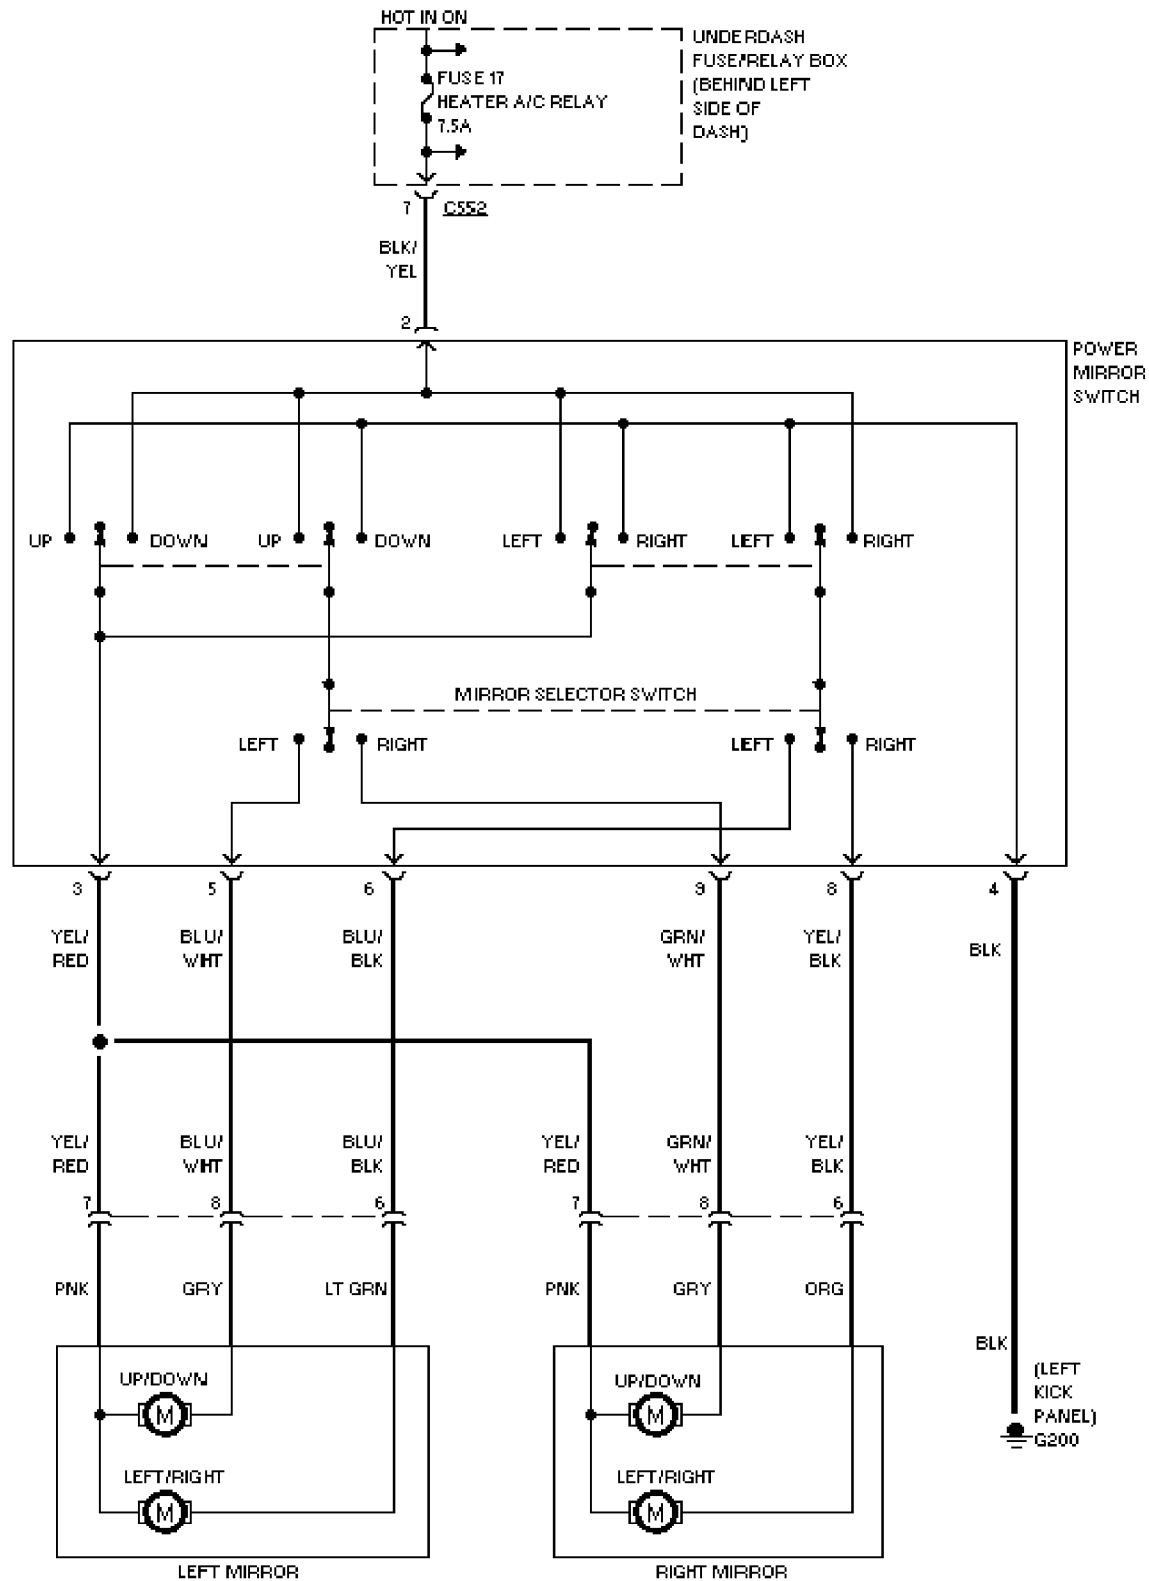 HOT IN ON
UNDERDASH
FUSE/RELAY BOX
(BEHIND LEFT
SIDE OF
DASH)
FUSE 17
HEATER A/C RELAY
7.5A
7
C552
BLK/
YEL
2
POWER
MIRROR
SWITCH
UP
DOWN
UP
DOWN
LEFT
RIGHT
LEFT
RIGHT
MIRROR SELECTOR SWITCH
LEFT
RIGHT
LEFT
RIGHT
3
5
6
9
8
4
YEL/
RED
BLU/
WHT
BLU/
BLK
GRN/
WHT
YEL/
BLK
BLK
YEL/
RED
BLU/
WHT
BLU/
BLK
YEL/
RED
GRN/
WHT
YEL/
BLK
7
8
6
7
8
6
PNK
GRY
LT GRN
PNK
GRY
ORG
BLK
(LEFT
KICK
PANEL)
G200
UP/DOWN
M
LEFT/RIGHT
M
UP/DOWN
M
LEFT/RIGHT
M
LEFT MIRROR
RIGHT MIRROR